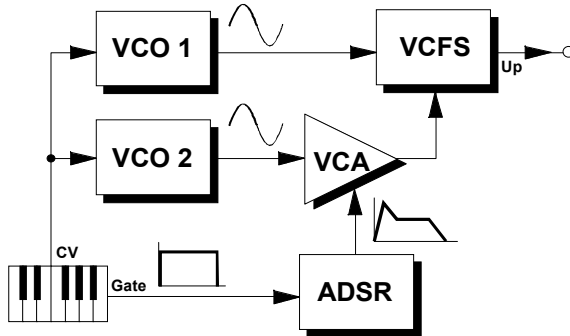 VCO 1
VCFS
Up
VCO 2
VCA
CV
Gate
ADSR